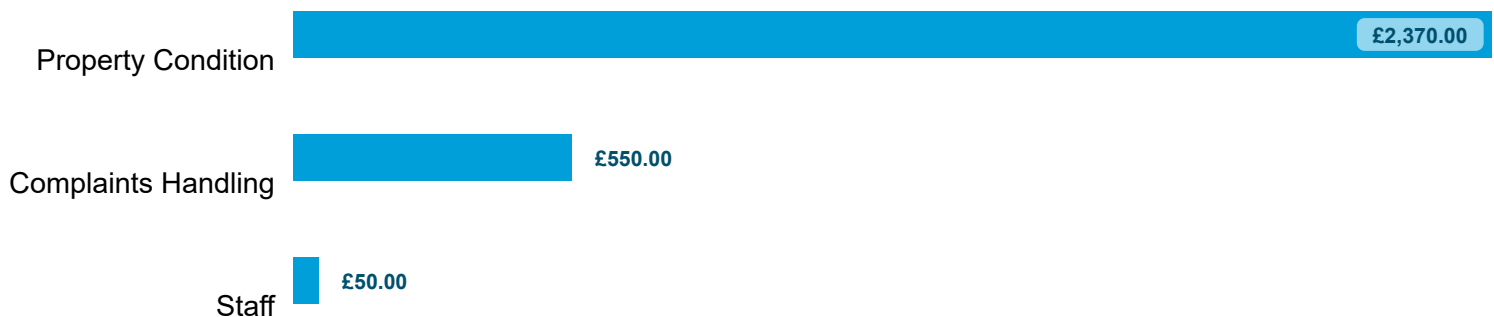 Property Condition
£2,370.00
Complaints Handling
£550.00
Staff
£50.00